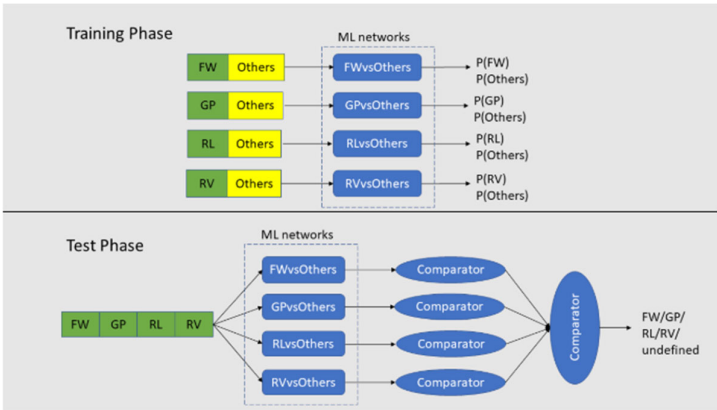 Training Phase
ML networks
FW Others FWvsOthers P(FW)
P(Others)
GP Others GPvsOthers P(GP)
P(Others)
RL Others RLvsOthers P(RL)
P(Others)
RV Others RVvsOthers P(RV)
P(Others)
Test Phase
ML networks
FWvsOthers Comparator
GPvsOthers Comparator
FW GP RL RV
RLvsOthers Comparator
RVvsOthers Comparator
Comparator
FW/GP/
RL/RV/
undefined